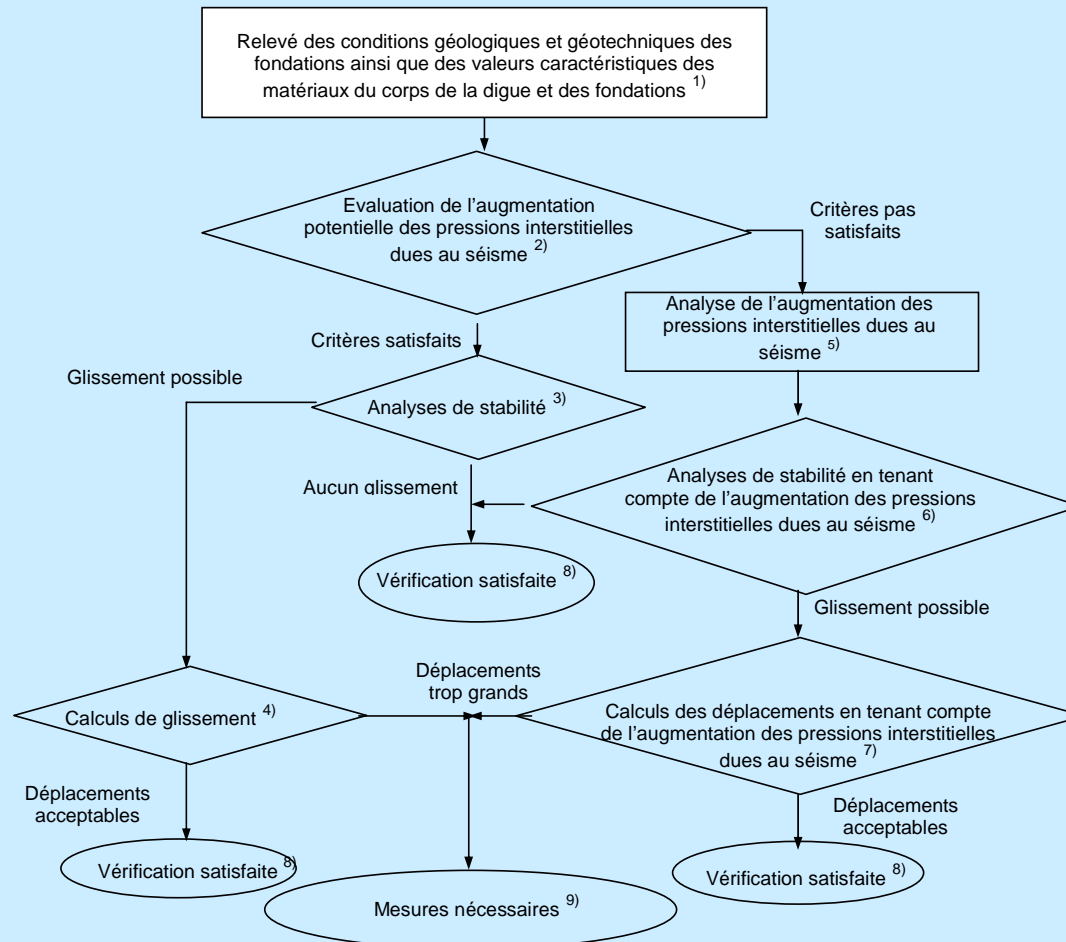 Relevé des conditions géologiques et géotechniques des
fondations ainsi que des valeurs caractéristiques des
matériaux du corps de la digue et des fondations 1)
Evaluation de l'augmentation
potentielle des pressions interstitielles
dues au séisme 2)
Critères pas
satisfaits
Analyse de l'augmentation des
pressions interstitielles dues au
séisme 5)
Critères satisfaits
Glissement possible
Analyses de stabilité 3)
Aucun glissement
Analyses de stabilité en tenant
compte de l'augmentation des pressions
interstitielles dues au séisme 6)
Vérification satisfaite 8)
Glissement possible
Déplacements
trop grands
Calculs de glissement 4)
Calculs des déplacements en tenant compte
de l'augmentation des pressions interstitielles
dues au séisme 7)
Déplacements
acceptables
Déplacements
acceptables
Vérification satisfaite 8)
Vérification satisfaite 8)
Mesures nécessaires 9)